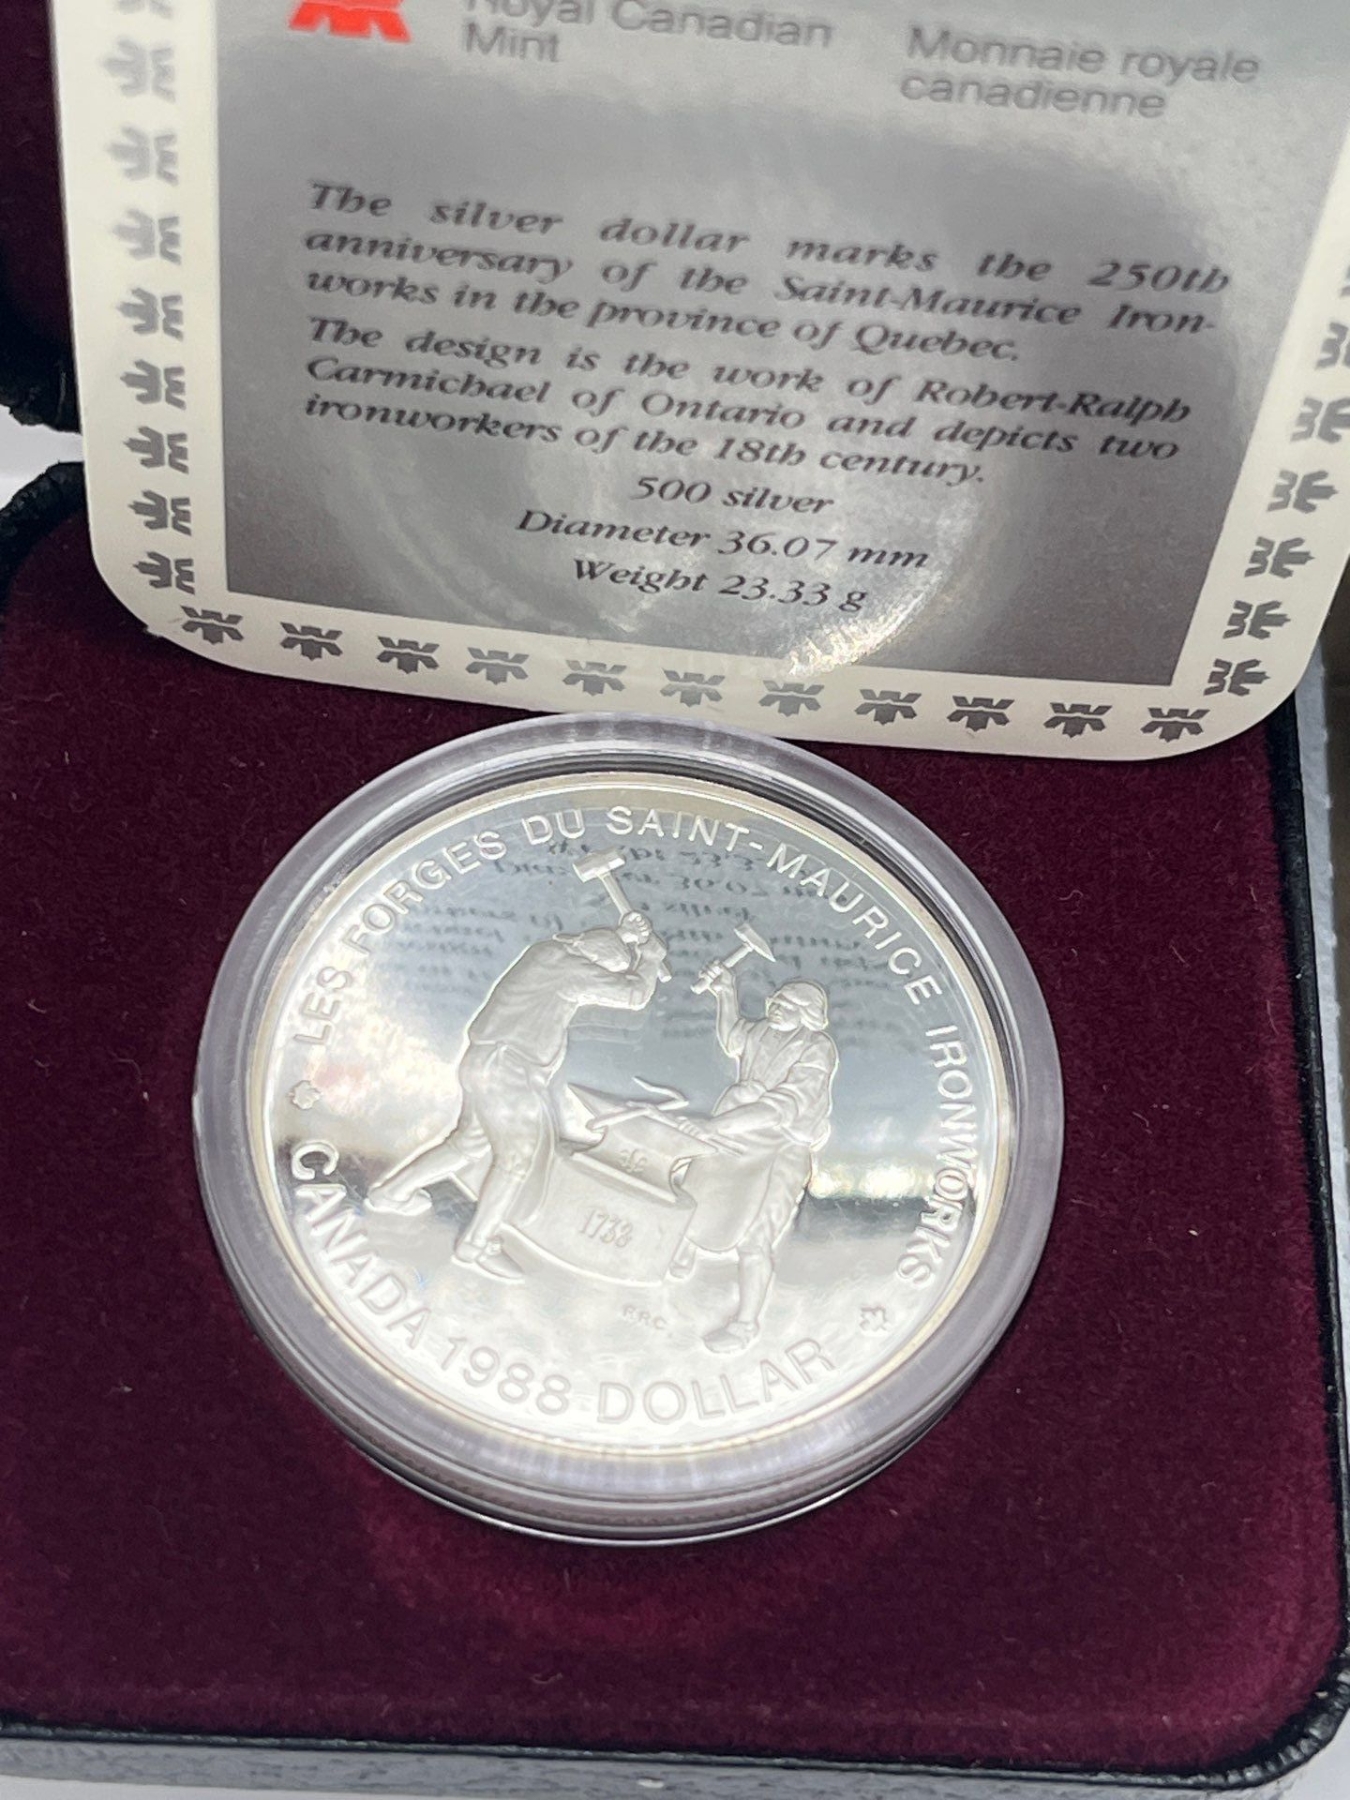 Royal Canadian
Mint
Monnaie royale
canadienne
The silver dollar marks the 250th
anniversary of the Saint-Maurice Iron-
works in the province of Quebec.
The design is the work of Robert-Ralph
Carmichael of Ontario and depicts two
ironworkers of the 18th century.
500 silver
Diameter 36.07 mm
Weight 23.33 g
LES FORGES DU SAINT-MAURICE IRONWORKS
1738
R.R.C.
CANADA 1988 DOLLAR